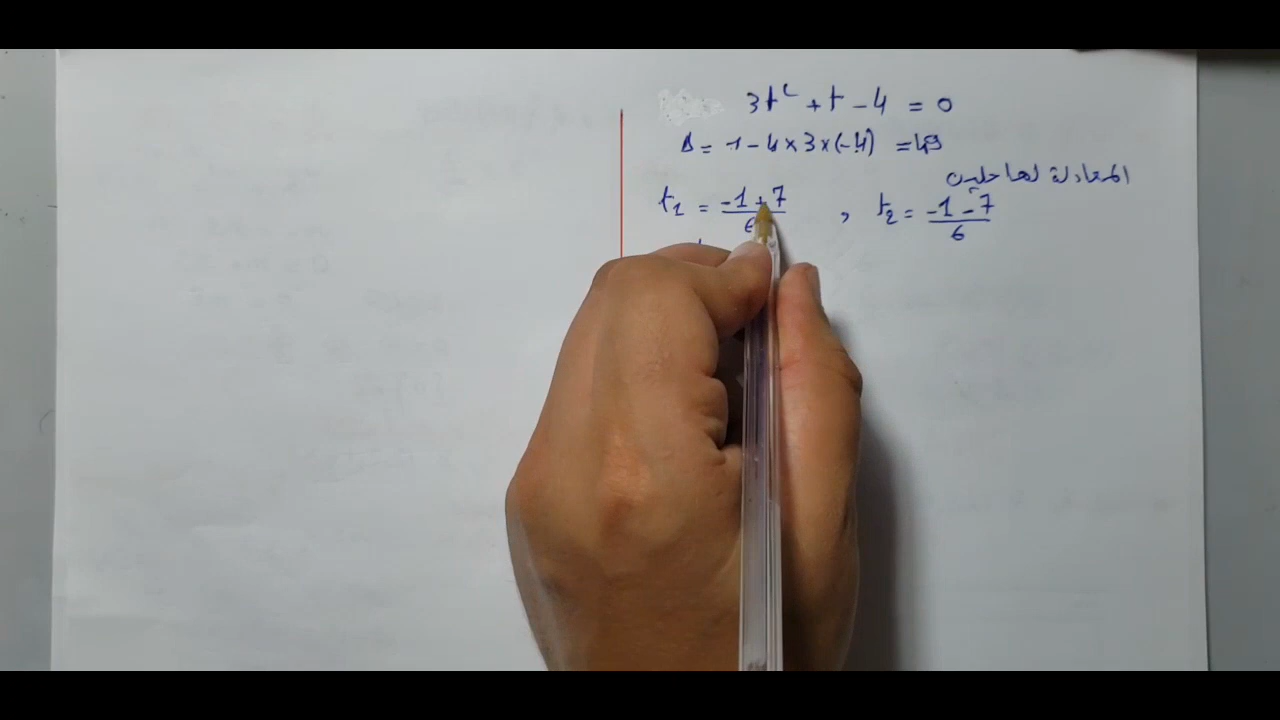 3t² + t - 4 = 0
Δ = 1 - 4 × 3 × (-4) = 49
المعادلة لها حلين
t₁ = (-1 + 7)/6 , t₂ = (-1 - 7)/6